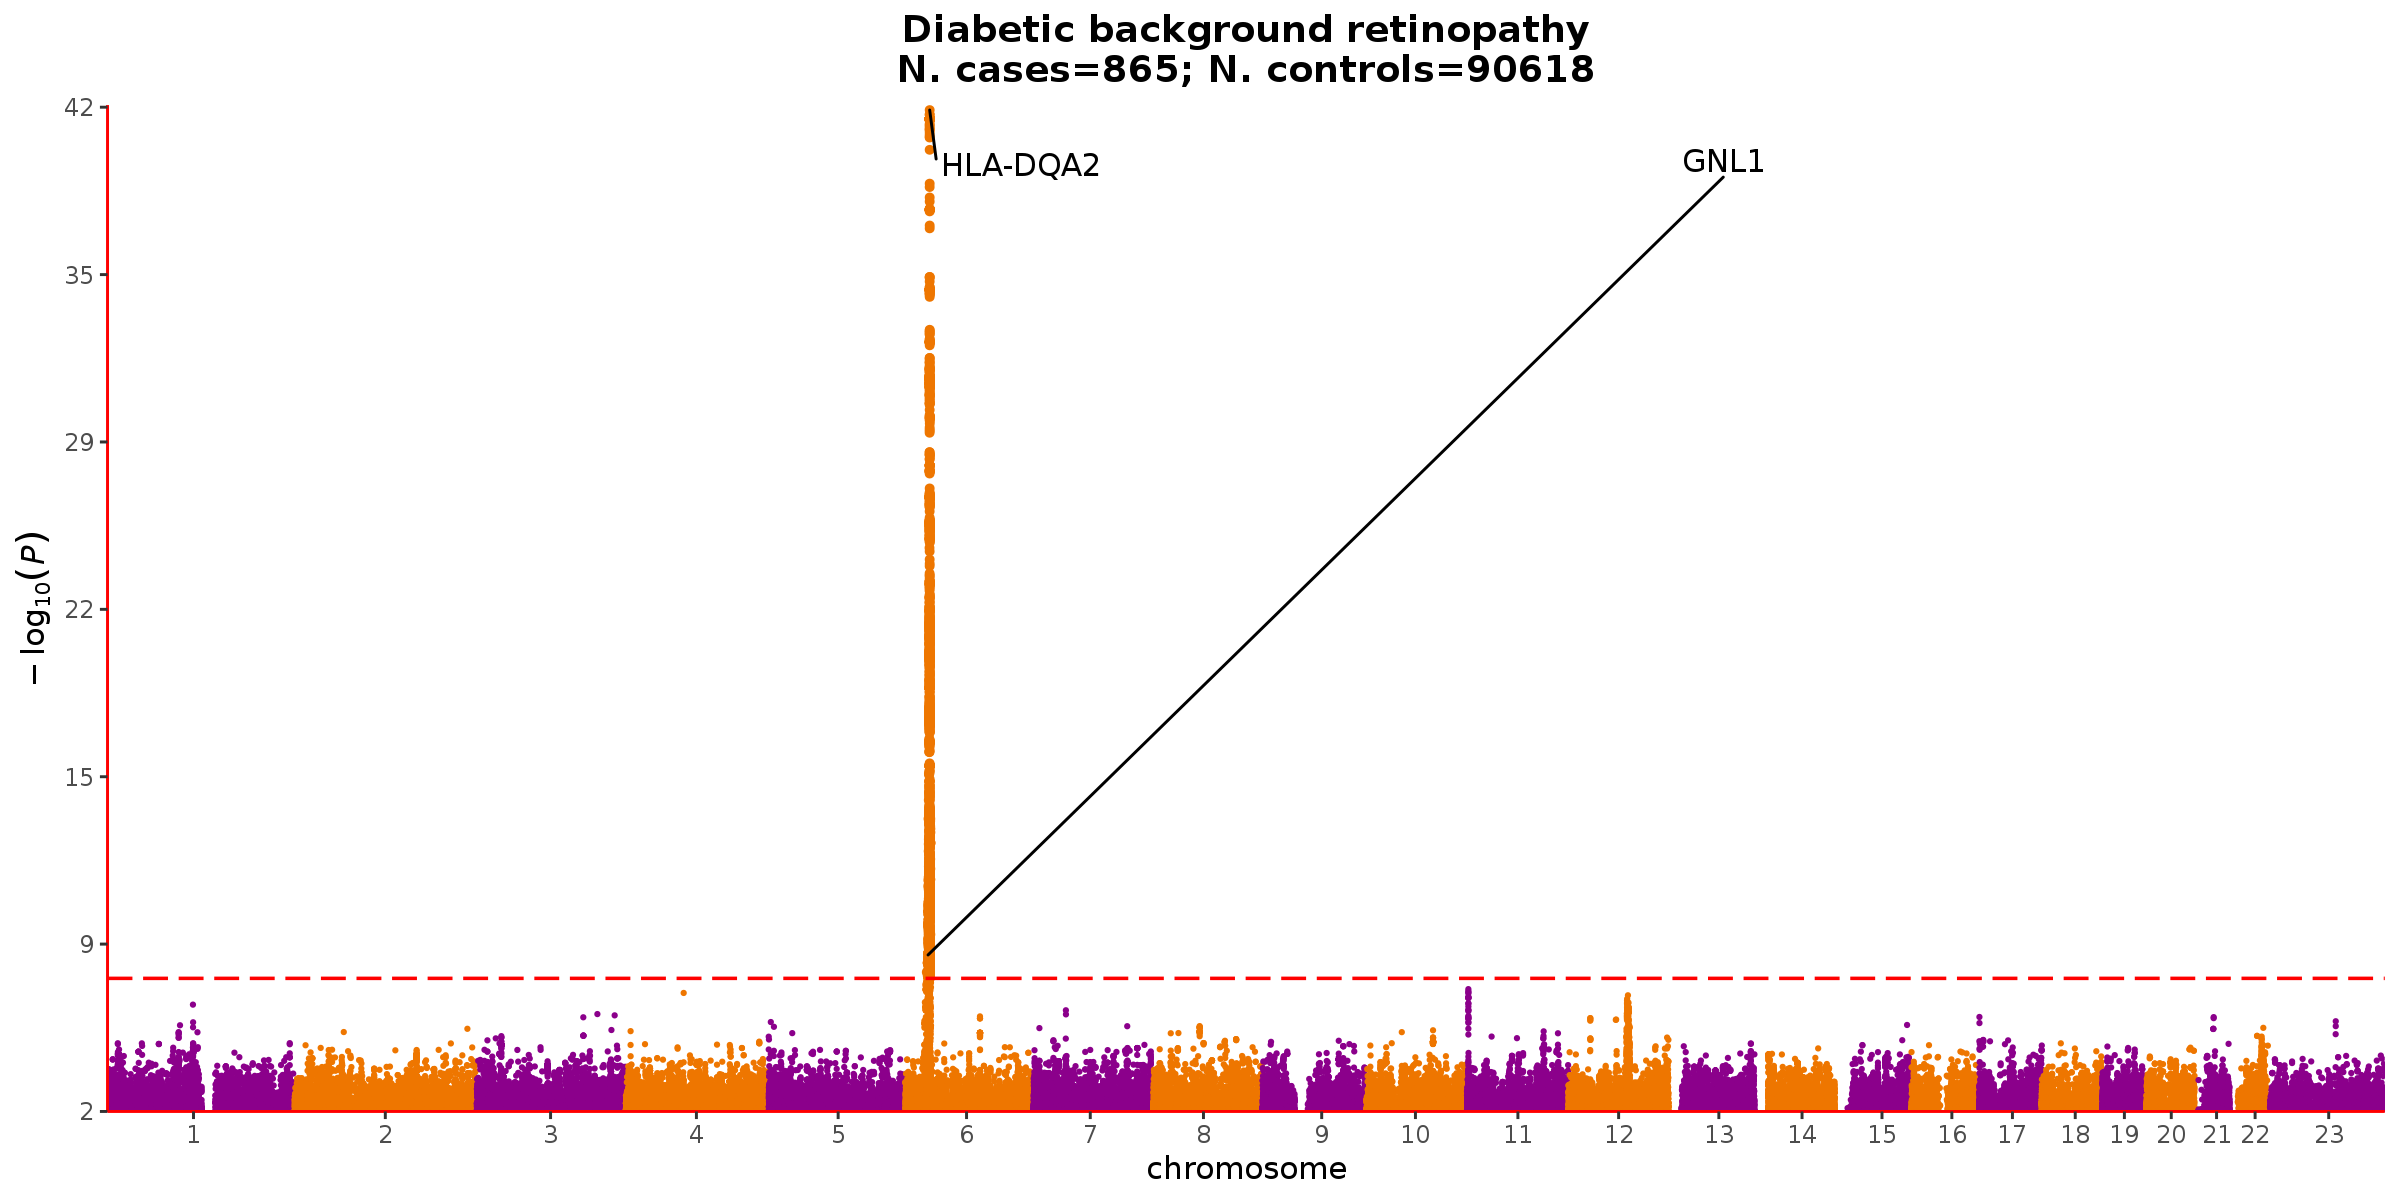 Diabetic background retinopathy
N. cases=865; N. controls=90618
42
35
29
22
15
9
2
−log10(P)
HLA-DQA2
GNL1
1 2 3 4 5 6 7 8 9 10 11 12 13 14 15 16 17 18 19 20 21 22 23
chromosome